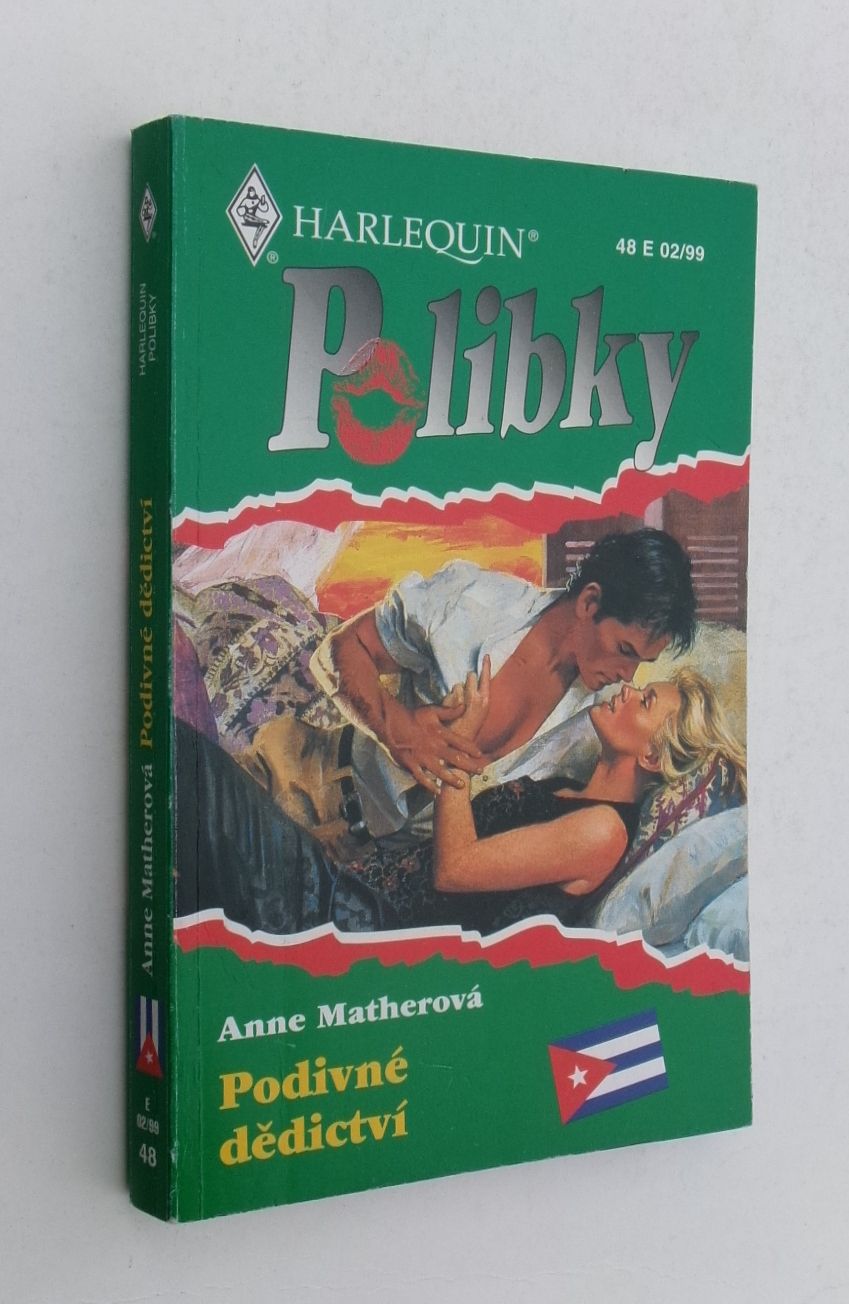 HARLEQUIN®
®
48 E 02/99
Polibky
Anne Matherová
Podivné
dědictví
®
HARLEQUIN
POLIBKY
Anne Matherová Podivné dědictví
E
02/99
48